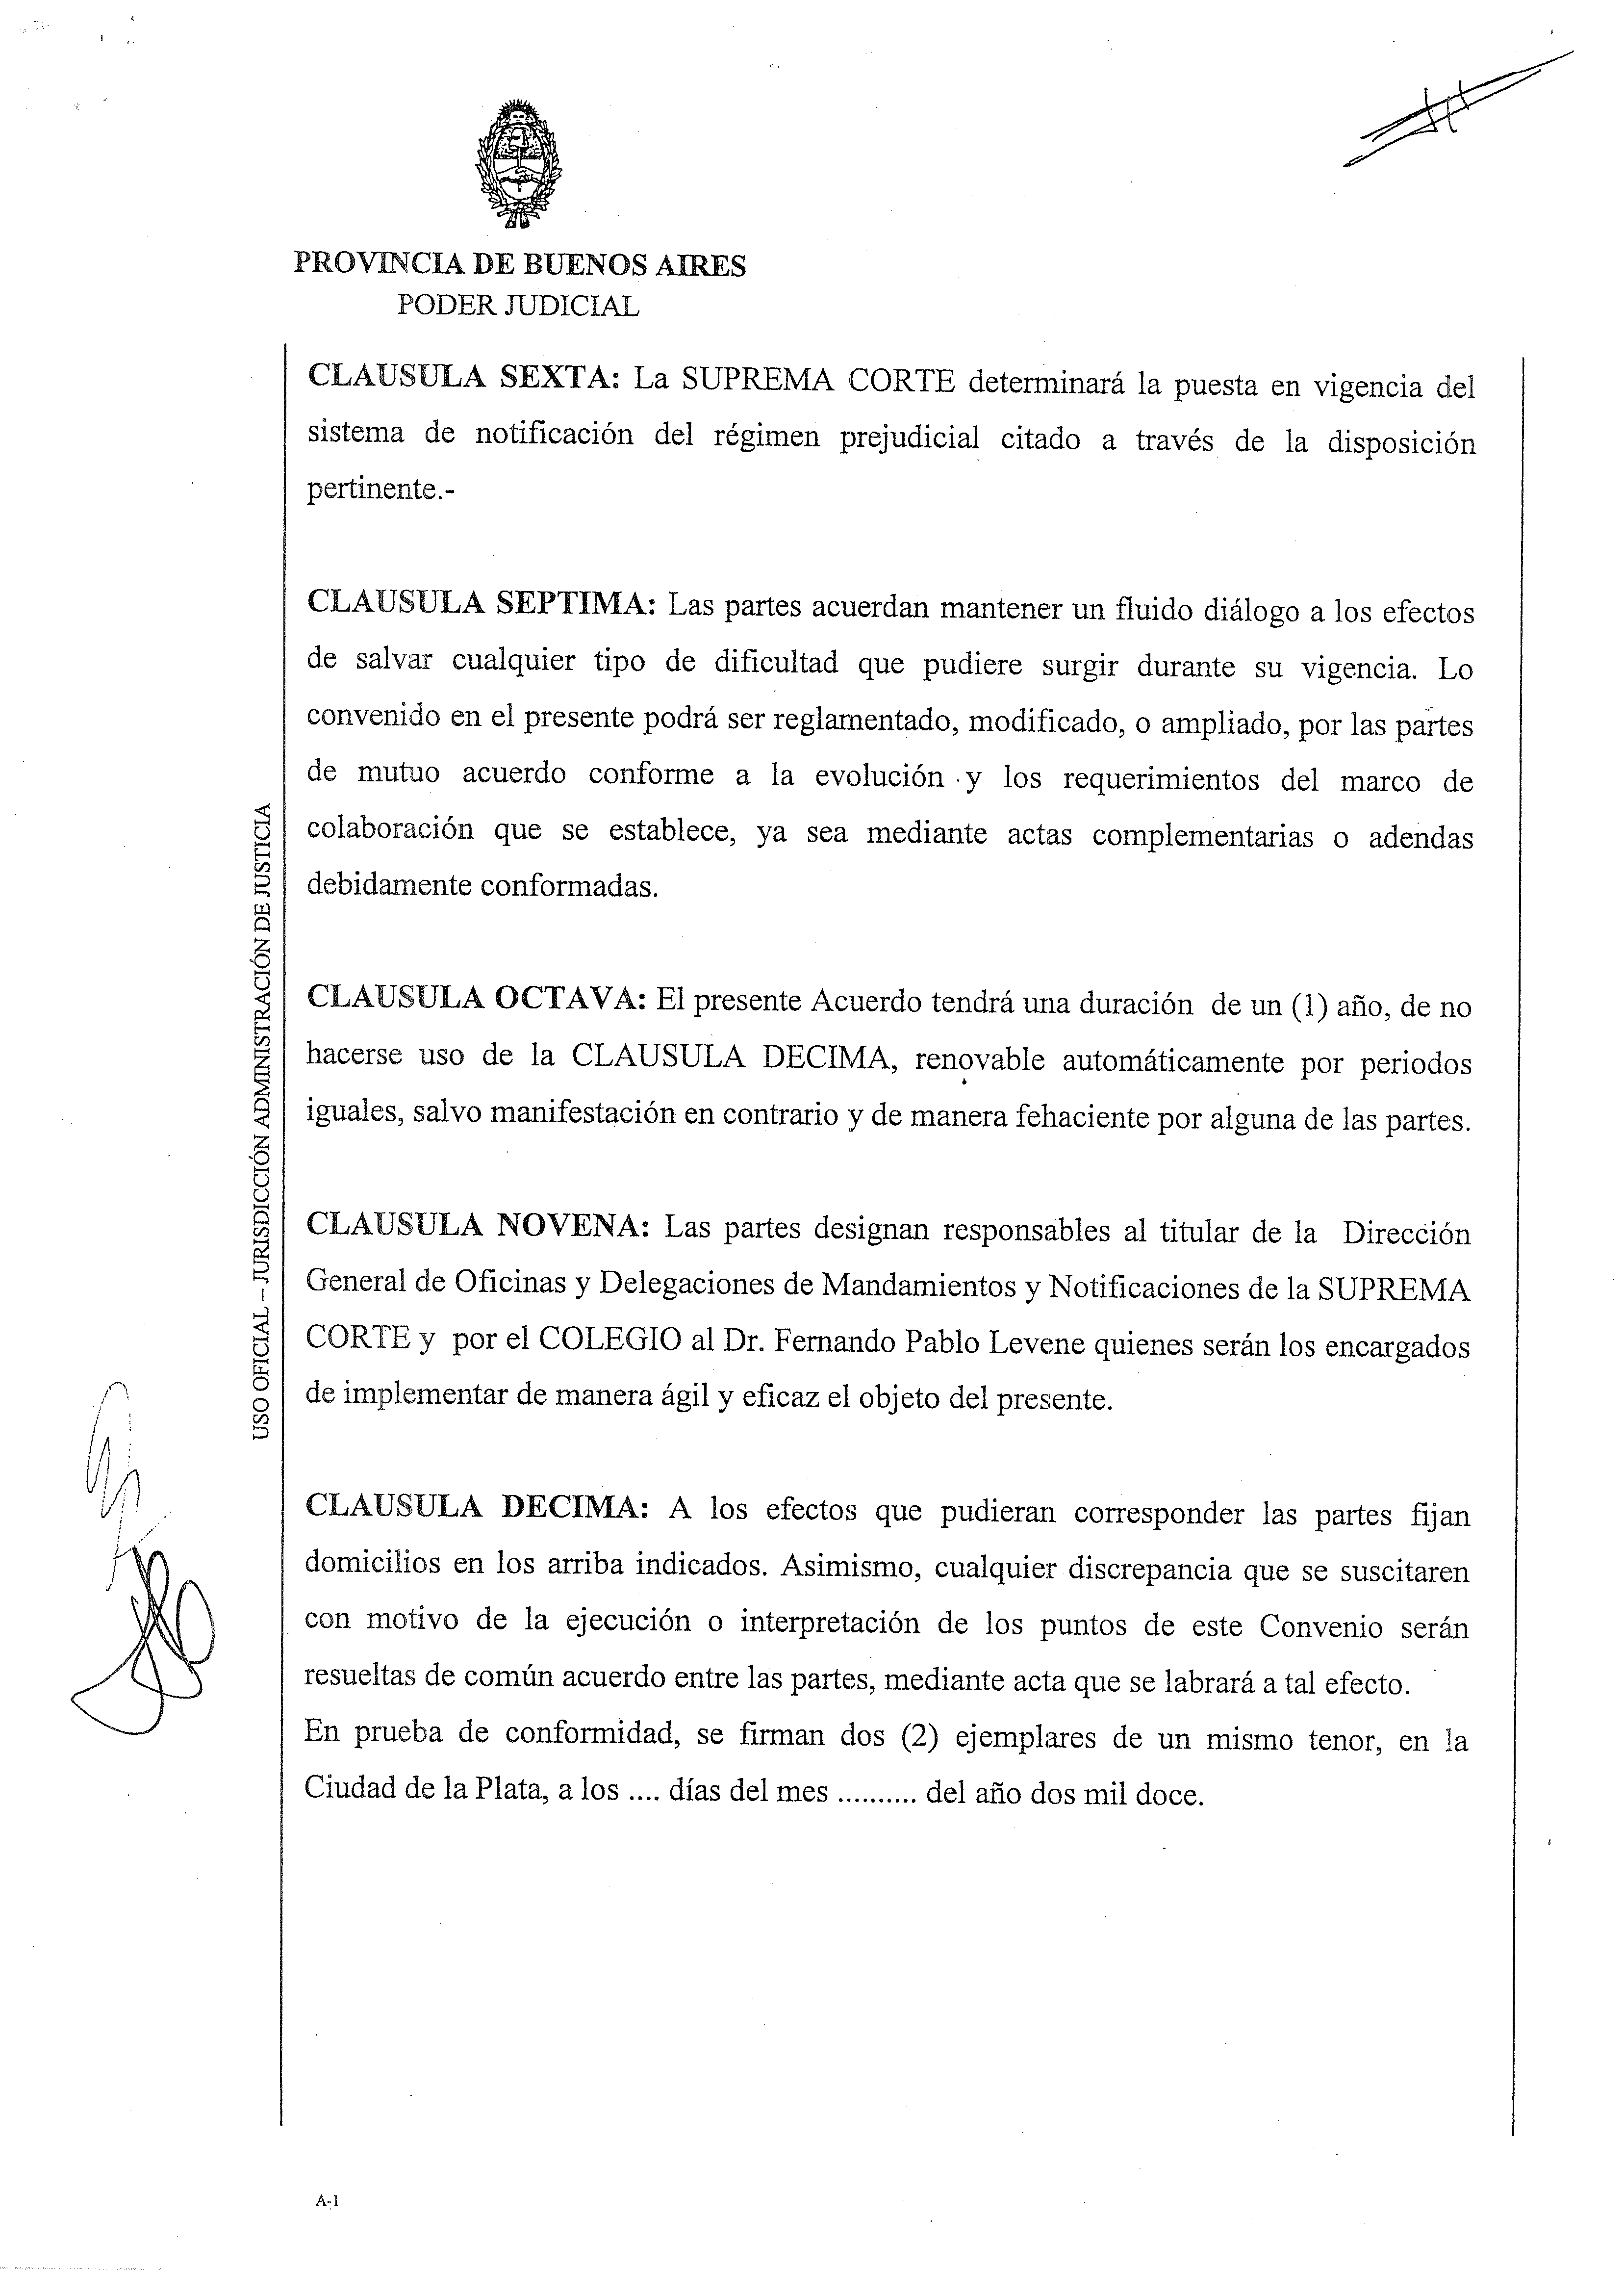 PROVINCIA DE BUENOS AIRES
PODER JUDICIAL
CLAUSULA SEXTA: La SUPREMA CORTE determinará la puesta en vigencia del
sistema de notificación del régimen prejudicial citado a través de la disposición
pertinente.-
CLAUSULA SEPTIMA: Las partes acuerdan mantener un fluido diálogo a los efectos
de salvar cualquier tipo de dificultad que pudiere surgir durante su vigencia. Lo
convenido en el presente podrá ser reglamentado, modificado, o ampliado, por las partes
de mutuo acuerdo conforme a la evolución y los requerimientos del marco de
colaboración que se establece, ya sea mediante actas complementarias o adendas
debidamente conformadas.
CLAUSULA OCTAVA: El presente Acuerdo tendrá una duración de un (1) año, de no
hacerse uso de la CLAUSULA DECIMA, renovable automáticamente por periodos
iguales, salvo manifestación en contrario y de manera fehaciente por alguna de las partes.
CLAUSULA NOVENA: Las partes designan responsables al titular de la Dirección
General de Oficinas y Delegaciones de Mandamientos y Notificaciones de la SUPREMA
CORTE y por el COLEGIO al Dr. Fernando Pablo Levene quienes serán los encargados
de implementar de manera ágil y eficaz el objeto del presente.
CLAUSULA DECIMA: A los efectos que pudieran corresponder las partes fijan
domicilios en los arriba indicados. Asimismo, cualquier discrepancia que se suscitaren
con motivo de la ejecución o interpretación de los puntos de este Convenio serán
resueltas de común acuerdo entre las partes, mediante acta que se labrará a tal efecto.
En prueba de conformidad, se firman dos (2) ejemplares de un mismo tenor, en la
Ciudad de la Plata, a los .... días del mes .......... del año dos mil doce.
USO OFICIAL – JURISDICCIÓN ADMINISTRACIÓN DE JUSTICIA
A-1